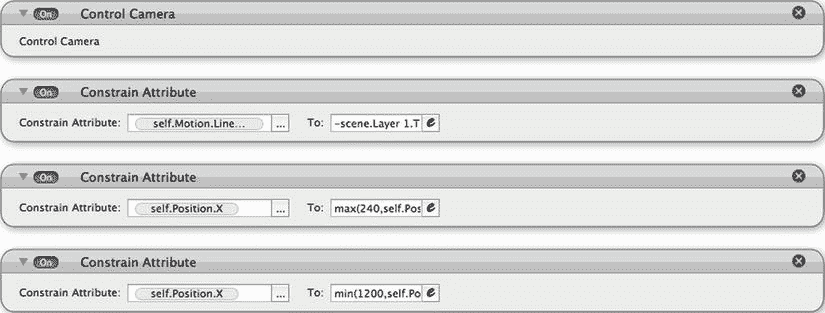 On Control Camera
Control Camera
On Constrain Attribute
Constrain Attribute: self.Motion.Line... ... To: -scene.Layer 1.T e
On Constrain Attribute
Constrain Attribute: self.Position.X ... To: max(240,self.Pos e
On Constrain Attribute
Constrain Attribute: self.Position.X ... To: min(1200,self.Po e